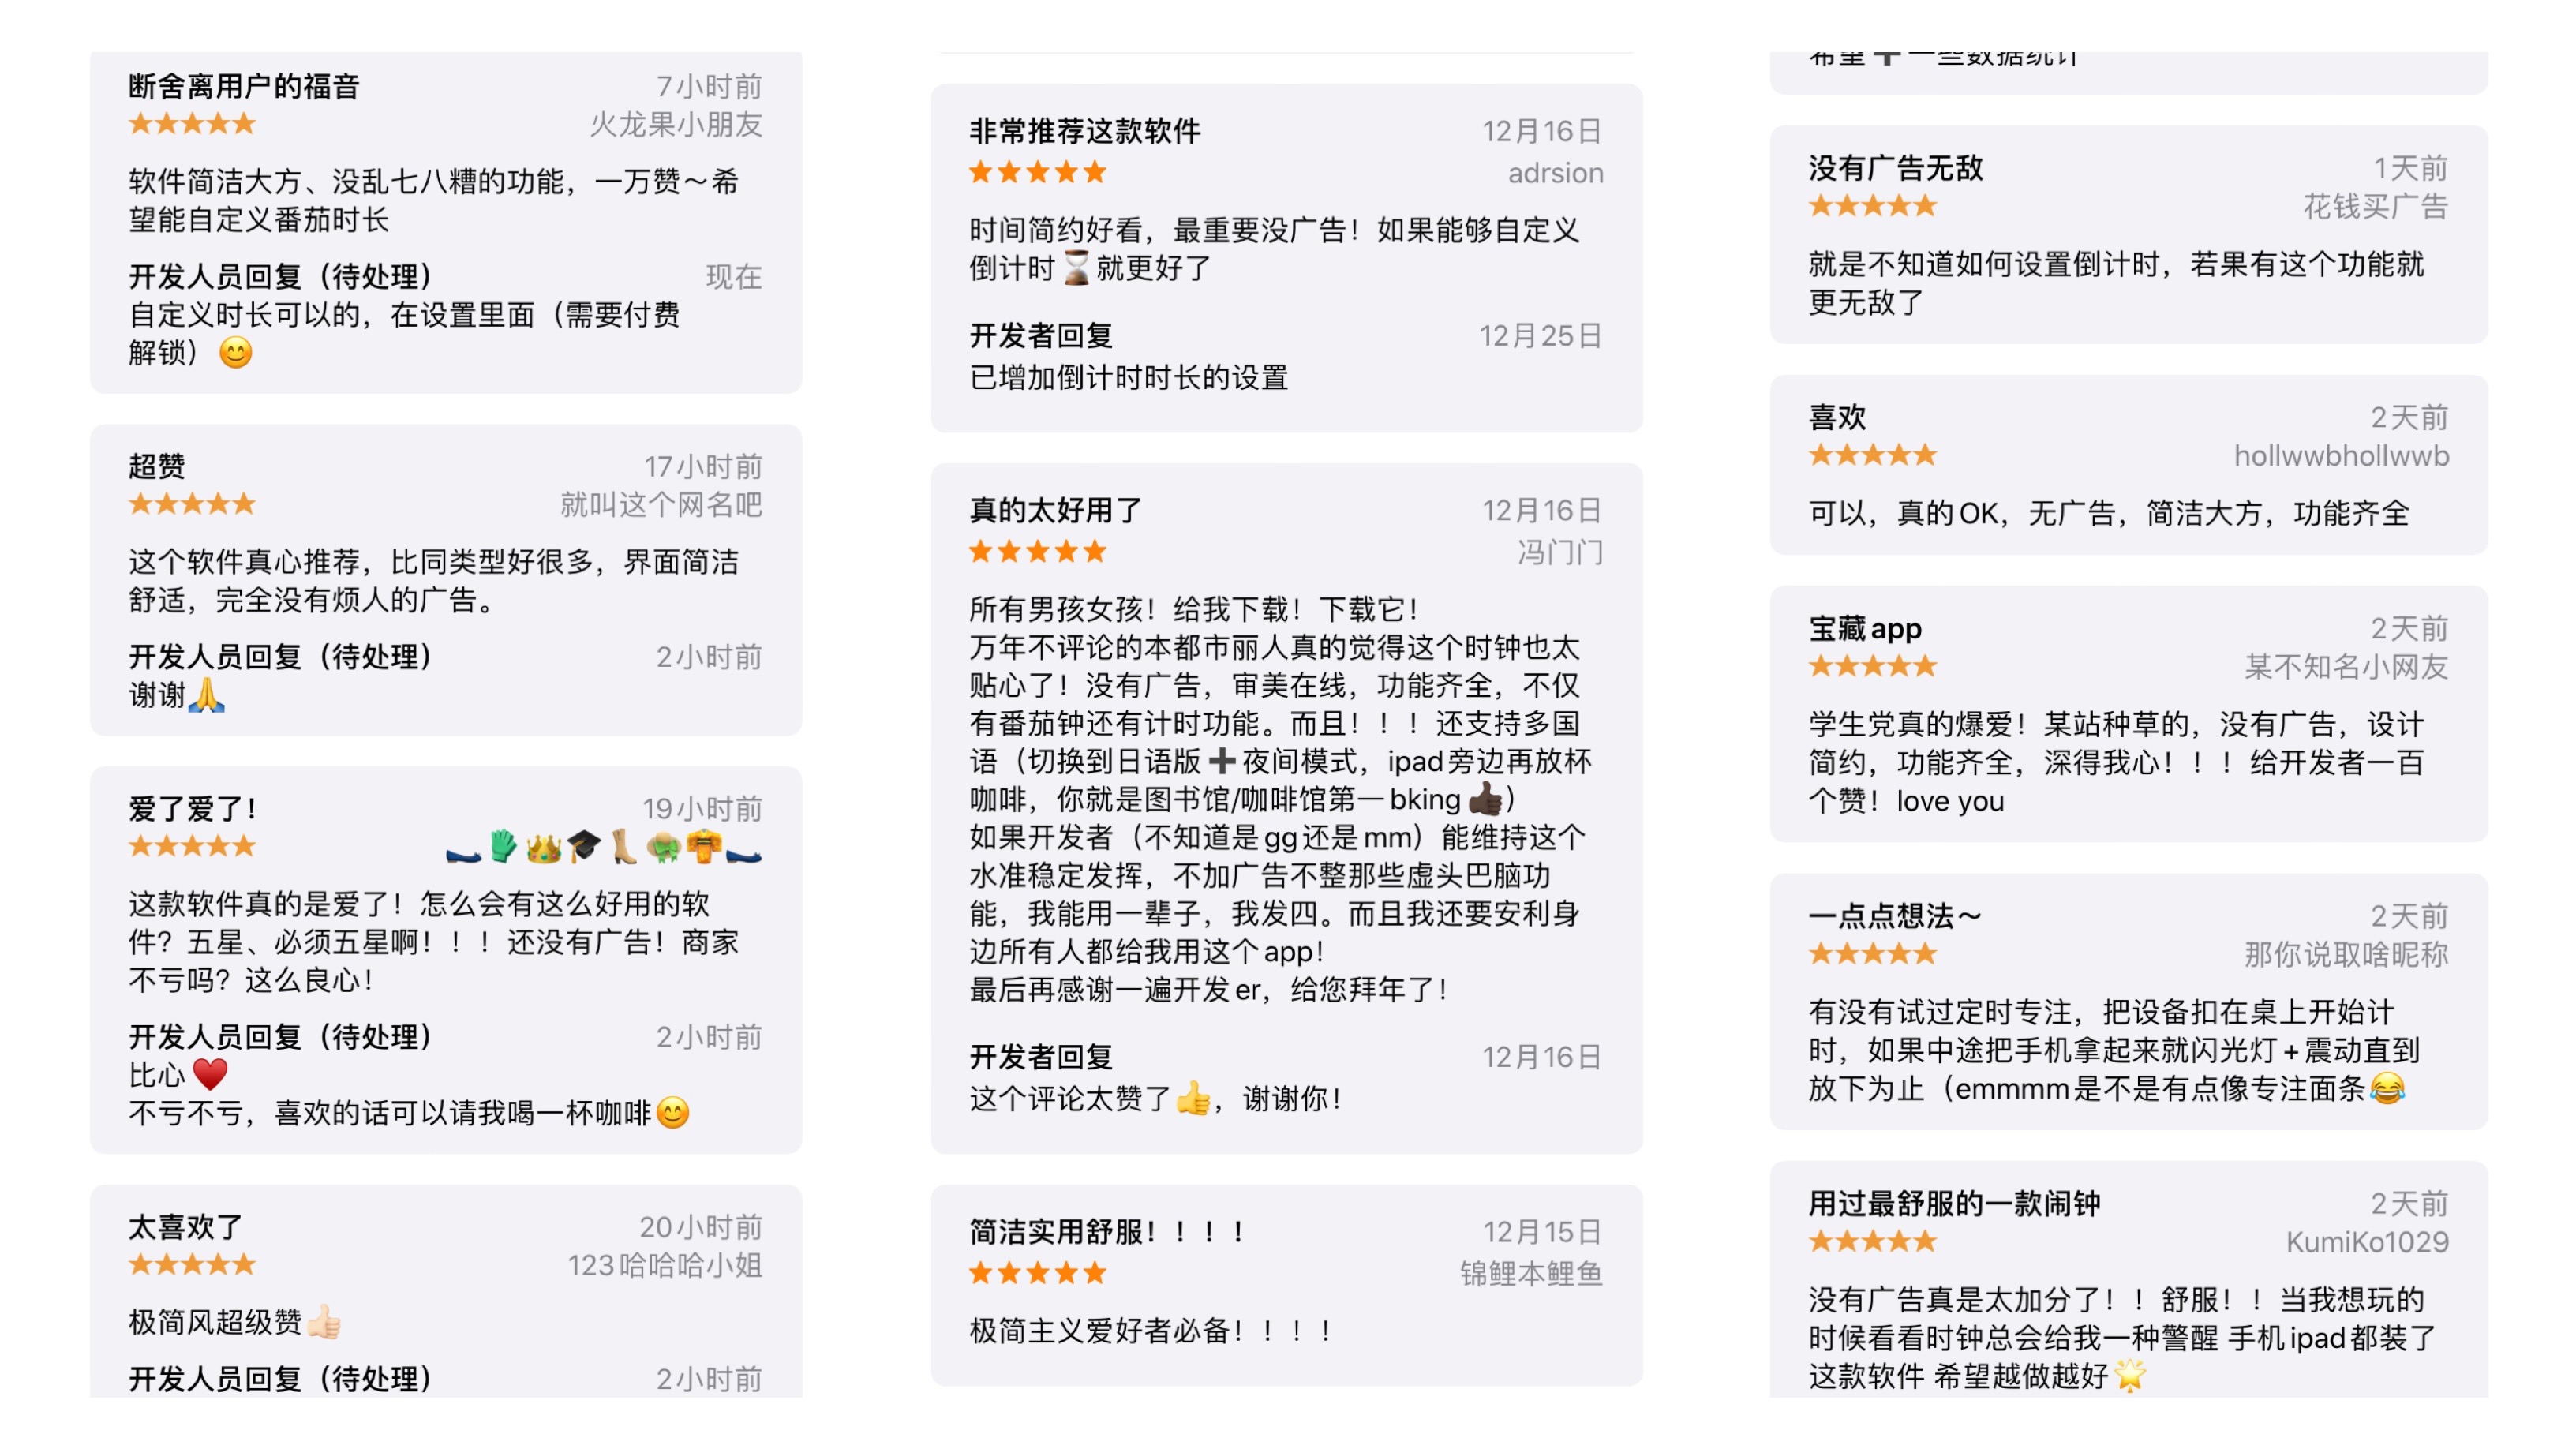 断舍离用户的福音 7小时前
★★★★★ 火龙果小朋友
软件简洁大方、没乱七八糟的功能，一万赞～希
望能自定义番茄时长
开发人员回复（待处理） 现在
自定义时长可以的，在设置里面（需要付费
解锁）😊
超赞 17小时前
★★★★★ 就叫这个网名吧
这个软件真心推荐，比同类型好很多，界面简洁
舒适，完全没有烦人的广告。
开发人员回复（待处理） 2小时前
谢谢🙏
爱了爱了！ 19小时前
★★★★★ 🥿🧤👑🎓👢👒👘🥿
这款软件真的是爱了！怎么会有这么好用的软
件？五星、必须五星啊！！！还没有广告！商家
不亏吗？这么良心！
开发人员回复（待处理） 2小时前
比心♥️
不亏不亏，喜欢的话可以请我喝一杯咖啡😊
太喜欢了 20小时前
★★★★★ 123哈哈哈小姐
极简风超级赞👍🏻
开发人员回复（待处理） 2小时前
非常推荐这款软件 12月16日
★★★★★ adrsion
时间简约好看，最重要没广告！如果能够自定义
倒计时⏳就更好了
开发者回复 12月25日
已增加倒计时时长的设置
真的太好用了 12月16日
★★★★★ 冯门门
所有男孩女孩！给我下载！下载它！
万年不评论的本都市丽人真的觉得这个时钟也太
贴心了！没有广告，审美在线，功能齐全，不仅
有番茄钟还有计时功能。而且！！！还支持多国
语（切换到日语版➕夜间模式，ipad旁边再放杯
咖啡，你就是图书馆/咖啡馆第一bking👍🏿）
如果开发者（不知道是gg还是mm）能维持这个
水准稳定发挥，不加广告不整那些虚头巴脑功
能，我能用一辈子，我发四。而且我还要安利身
边所有人都给我用这个app！
最后再感谢一遍开发er，给您拜年了！
开发者回复 12月16日
这个评论太赞了👍，谢谢你！
简洁实用舒服！！！！ 12月15日
★★★★★ 锦鲤本鲤鱼
极简主义爱好者必备！！！！
希望➕一些数据统计
没有广告无敌 1天前
★★★★★ 花钱买广告
就是不知道如何设置倒计时，若果有这个功能就
更无敌了
喜欢 2天前
★★★★★ hollwwbhollwwb
可以，真的OK，无广告，简洁大方，功能齐全
宝藏app 2天前
★★★★★ 某不知名小网友
学生党真的爆爱！某站种草的，没有广告，设计
简约，功能齐全，深得我心！！！给开发者一百
个赞！love you
一点点想法～ 2天前
★★★★★ 那你说取啥昵称
有没有试过定时专注，把设备扣在桌上开始计
时，如果中途把手机拿起来就闪光灯+震动直到
放下为止（emmmm是不是有点像专注面条😂
用过最舒服的一款闹钟 2天前
★★★★★ KumiKo1029
没有广告真是太加分了！！舒服！！当我想玩的
时候看看时钟总会给我一种警醒 手机ipad都装了
这款软件 希望越做越好🌟